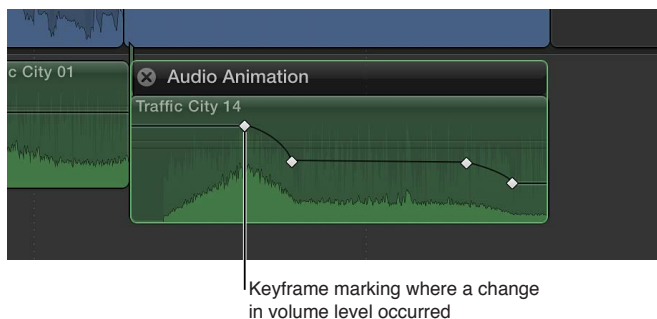 c City 01
Audio Animation
Traffic City 14
Keyframe marking where a change
in volume level occurred